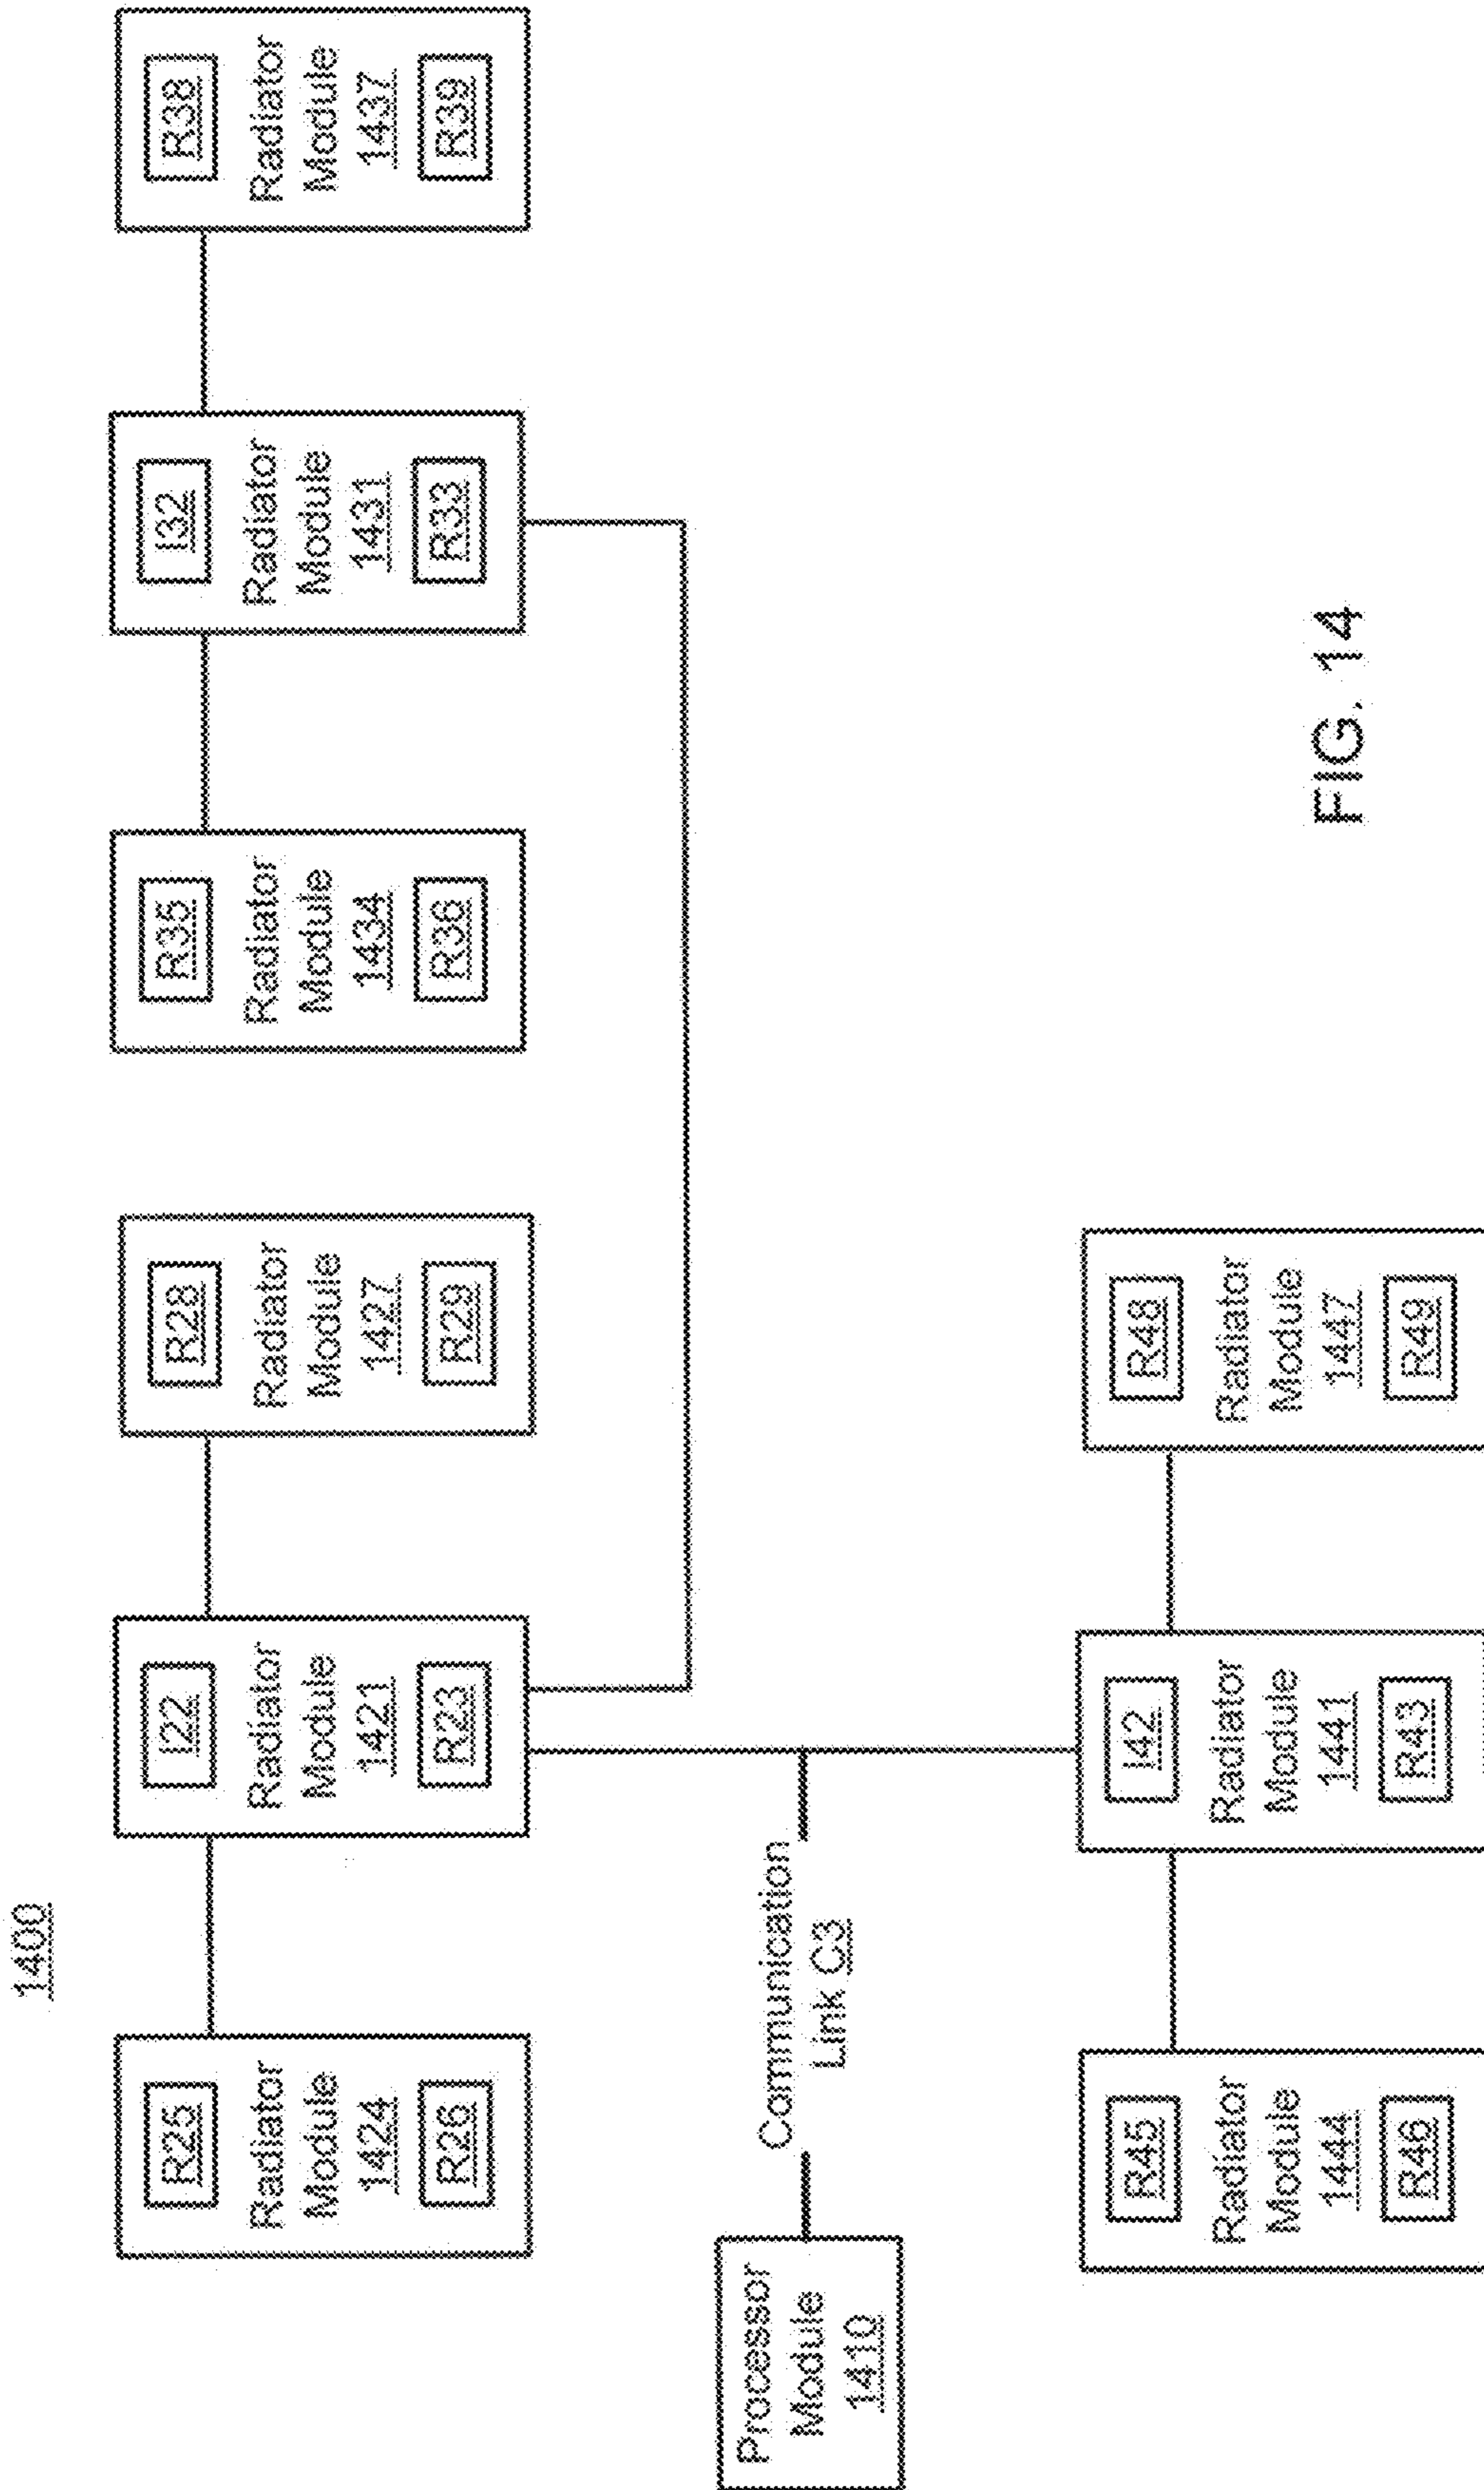 1400
R25
Radiator
Module
1424
R26
I22
Radiator
Module
1421
R23
R28
Radiator
Module
1427
R29
R35
Radiator
Module
1434
R36
I32
Radiator
Module
1431
R33
R38
Radiator
Module
1437
R39
Processor
Module
1410
Communication
Link C3
R45
Radiator
Module
1444
R46
I42
Radiator
Module
1441
R43
R48
Radiator
Module
1447
R49
FIG. 14